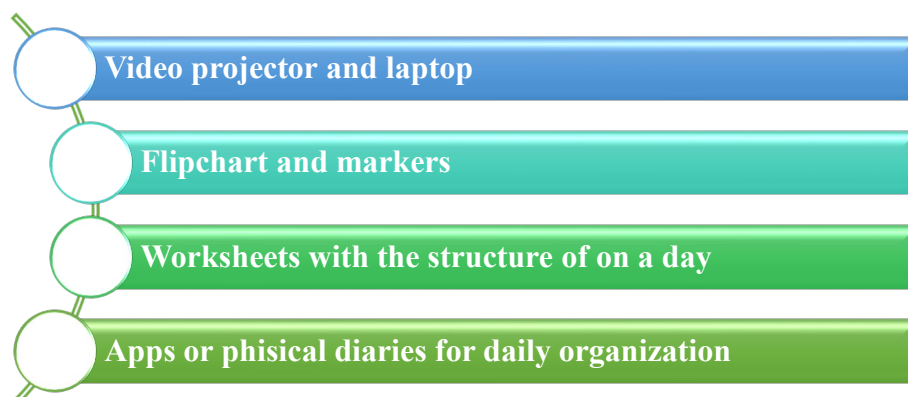 Video projector and laptop
Flipchart and markers
Worksheets with the structure of on a day
Apps or phisical diaries for daily organization